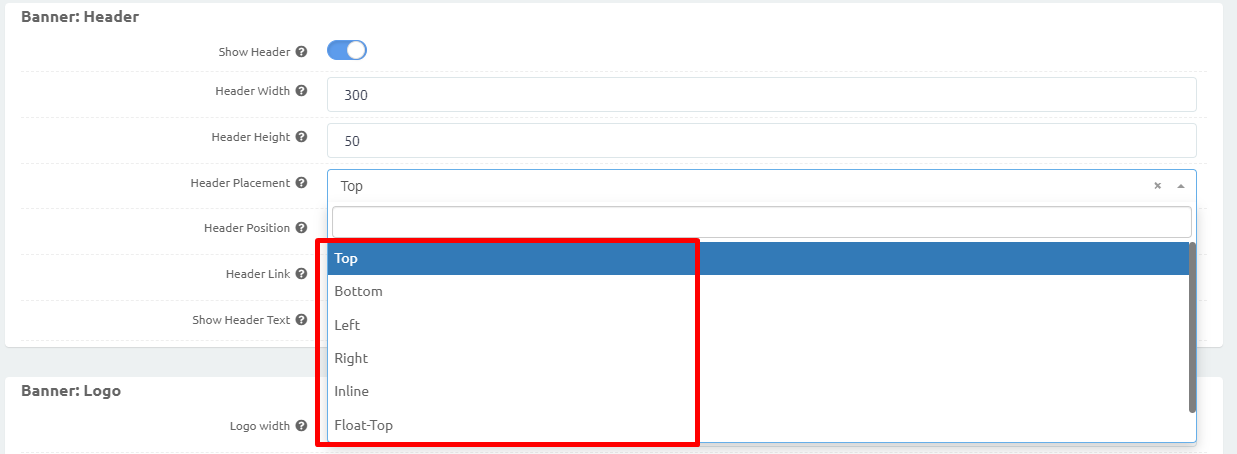 Banner: Header
Show Header
Header Width 300
Header Height 50
Header Placement Top
Header Position
Top
Header Link
Bottom
Left
Show Header Text
Right
Banner: Logo
Inline
Logo width
Float-Top